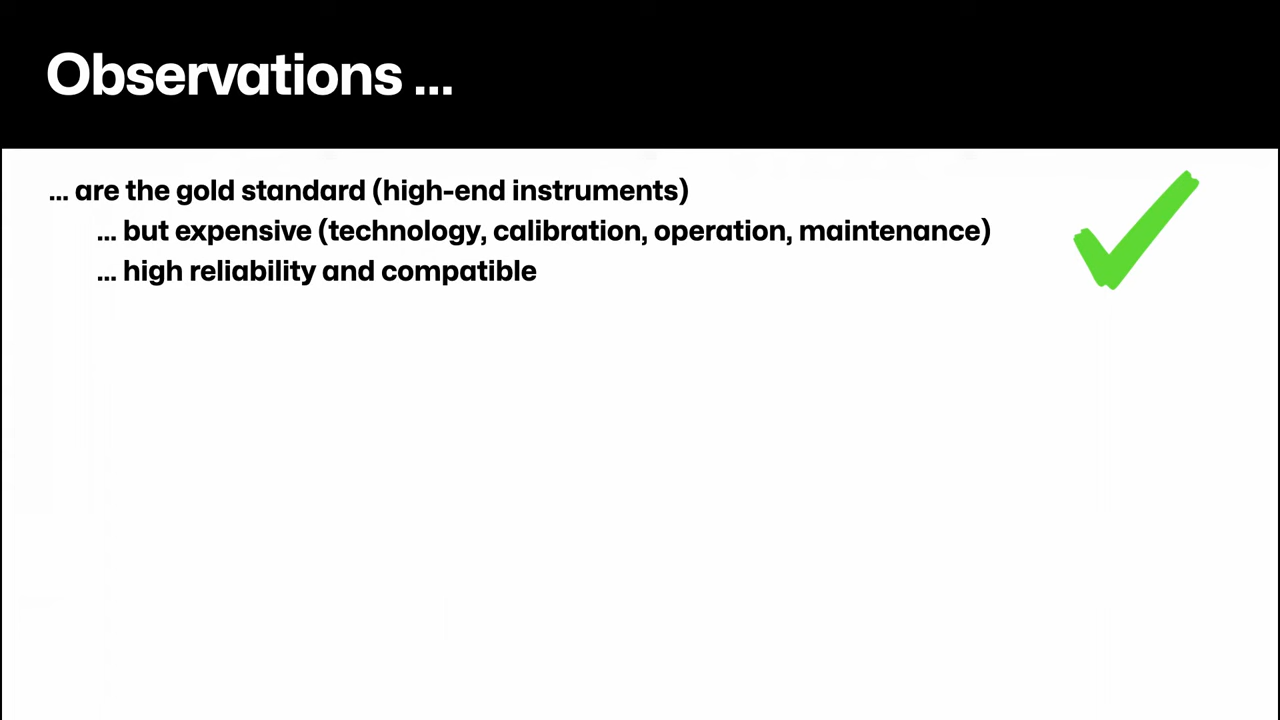 Observations ...
... are the gold standard (high-end instruments)
... but expensive (technology, calibration, operation, maintenance)
... high reliability and compatible